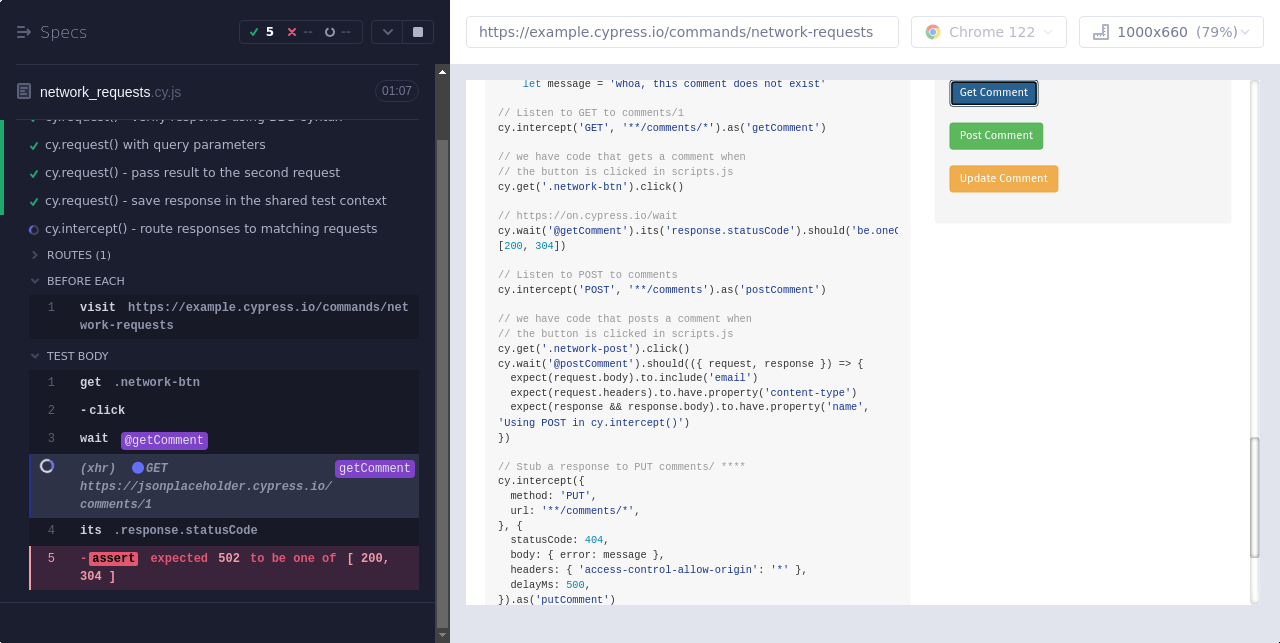 Specs
5
--
--
network_requests.cy.js
01:07
cy.request() - verify response using BDD syntax
cy.request() with query parameters
cy.request() - pass result to the second request
cy.request() - save response in the shared test context
cy.intercept() - route responses to matching requests
ROUTES (1)
BEFORE EACH
1 visit https://example.cypress.io/commands/net
work-requests
TEST BODY
1 get .network-btn
2 -click
3 wait @getComment
(xhr) GET getComment
https://jsonplaceholder.cypress.io/
comments/1
4 its .response.statusCode
5 -assert expected 502 to be one of [ 200,
304 ]
https://example.cypress.io/commands/network-requests
Chrome 122
1000x660 (79%)
let message = 'whoa, this comment does not exist'
// Listen to GET to comments/1
cy.intercept('GET', '**/comments/*').as('getComment')
// we have code that gets a comment when
// the button is clicked in scripts.js
cy.get('.network-btn').click()
// https://on.cypress.io/wait
cy.wait('@getComment').its('response.statusCode').should('be.oneO
[200, 304])
// Listen to POST to comments
cy.intercept('POST', '**/comments').as('postComment')
// we have code that posts a comment when
// the button is clicked in scripts.js
cy.get('.network-post').click()
cy.wait('@postComment').should(({ request, response }) => {
expect(request.body).to.include('email')
expect(request.headers).to.have.property('content-type')
expect(response && response.body).to.have.property('name',
'Using POST in cy.intercept()')
})
// Stub a response to PUT comments/ ****
cy.intercept({
method: 'PUT',
url: '**/comments/*',
}, {
statusCode: 404,
body: { error: message },
headers: { 'access-control-allow-origin': '*' },
delayMs: 500,
}).as('putComment')
Get Comment
Post Comment
Update Comment